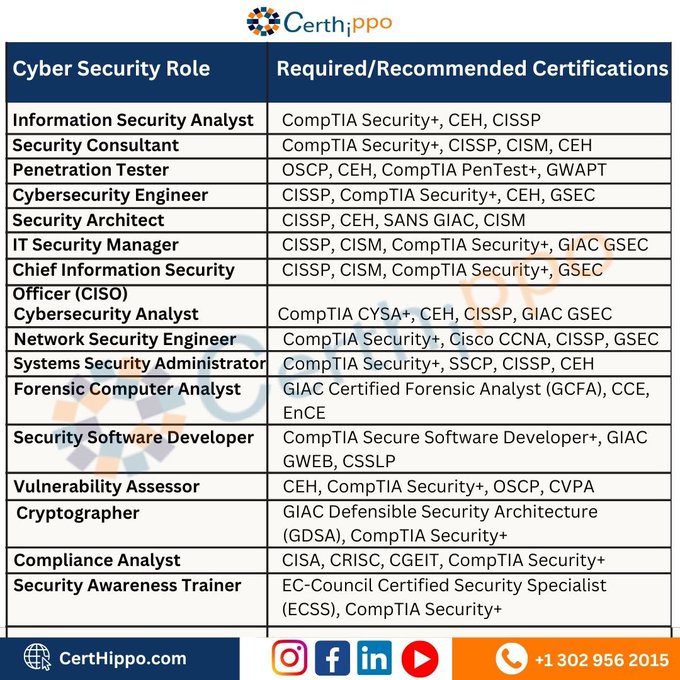 Certhippo
Cyber Security Role Required/Recommended Certifications
Information Security Analyst CompTIA Security+, CEH, CISSP
Security Consultant CompTIA Security+, CISSP, CISM, CEH
Penetration Tester OSCP, CEH, CompTIA PenTest+, GWAPT
Cybersecurity Engineer CISSP, CompTIA Security+, CEH, GSEC
Security Architect CISSP, CEH, SANS GIAC, CISM
IT Security Manager CISSP, CISM, CompTIA Security+, GIAC GSEC
Chief Information Security CISSP, CISM, CompTIA Security+, GSEC
Officer (CISO)
Cybersecurity Analyst CompTIA CYSA+, CEH, CISSP, GIAC GSEC
Network Security Engineer CompTIA Security+, Cisco CCNA, CISSP, GSEC
Systems Security Administrator CompTIA Security+, SSCP, CISSP, CEH
Forensic Computer Analyst GIAC Certified Forensic Analyst (GCFA), CCE,
EnCE
Security Software Developer CompTIA Secure Software Developer+, GIAC
GWEB, CSSLP
Vulnerability Assessor CEH, CompTIA Security+, OSCP, CVPA
Cryptographer GIAC Defensible Security Architecture
(GDSA), CompTIA Security+
Compliance Analyst CISA, CRISC, CGEIT, CompTIA Security+
Security Awareness Trainer EC-Council Certified Security Specialist
(ECSS), CompTIA Security+
Certhippo
CertHippo.com +1 302 956 2015